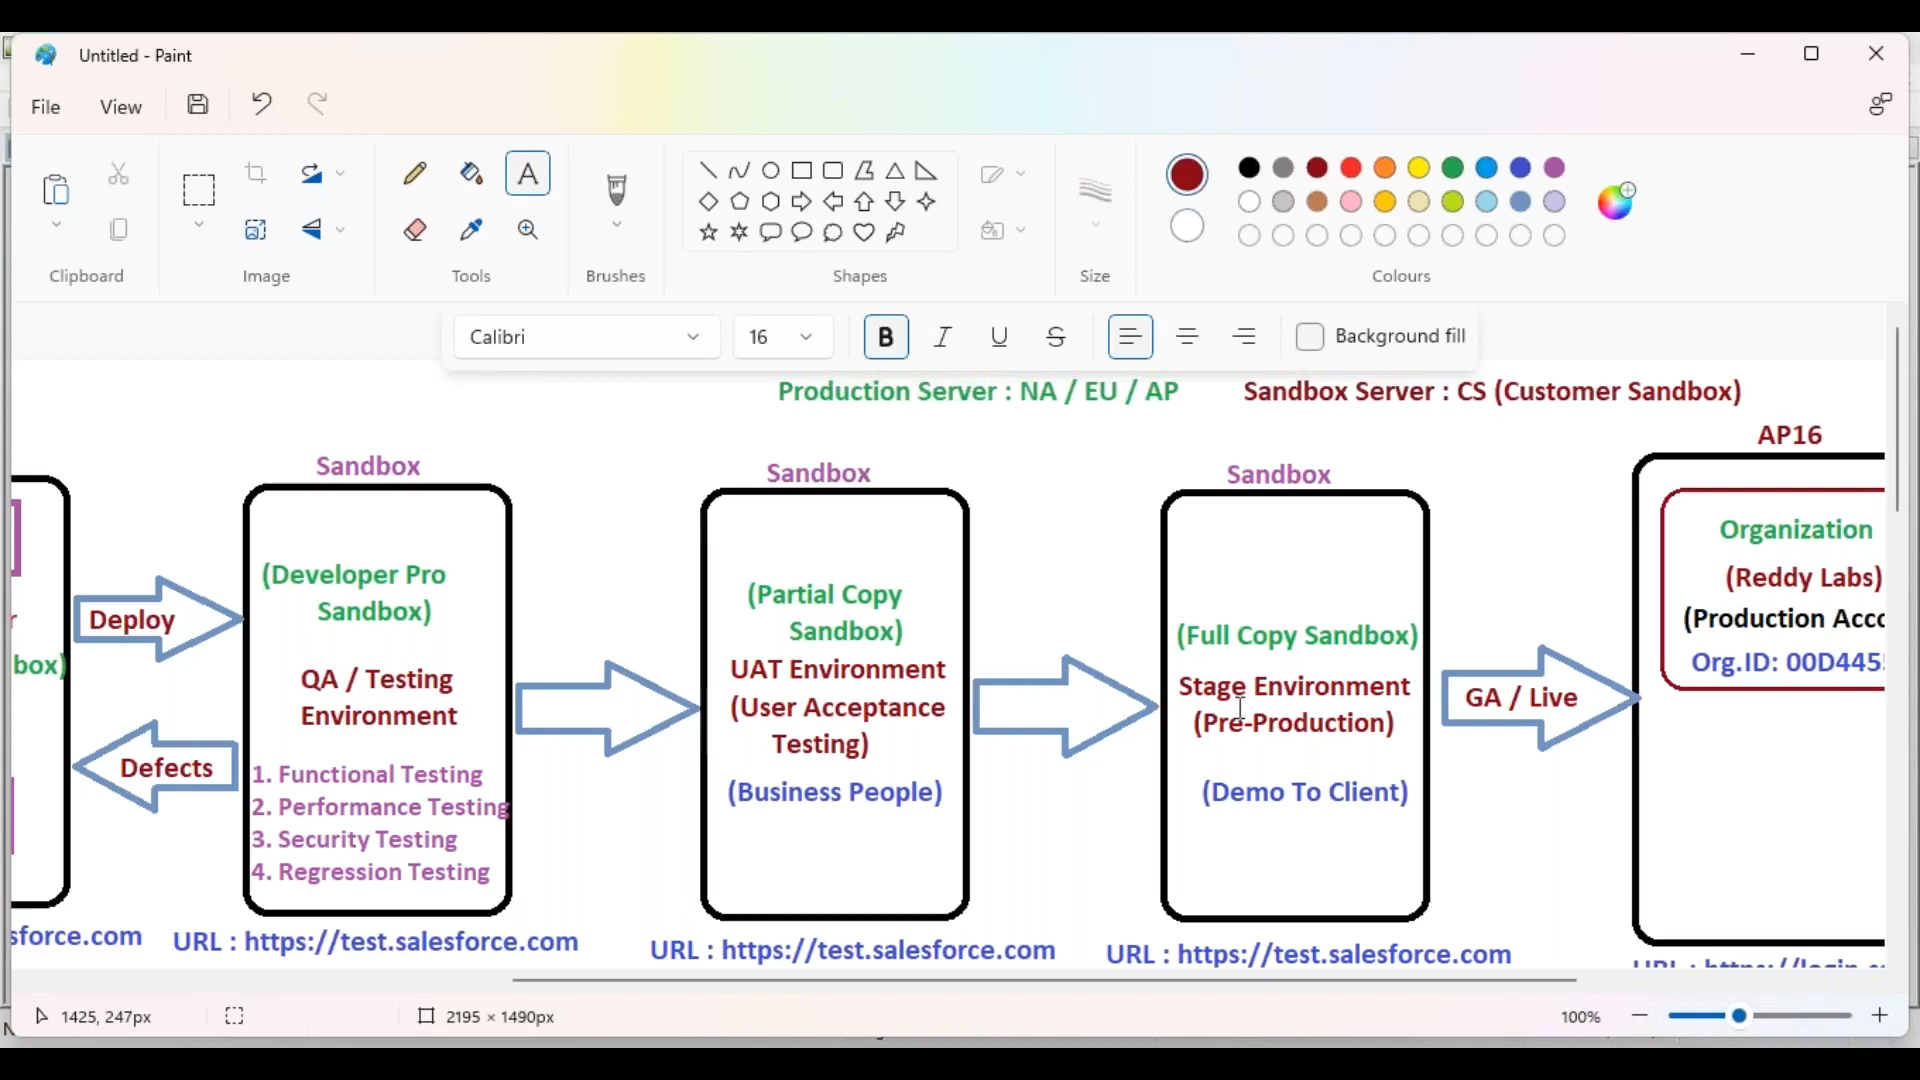 Untitled - Paint
File
View
Clipboard
Image
Tools
Brushes
Shapes
Size
Colours
Calibri
16
B
Background fill
Production Server : NA / EU / AP
Sandbox Server : CS (Customer Sandbox)
AP16
Sandbox
Sandbox
Sandbox
Deploy
Defects
box)
sforce.com
(Developer Pro
Sandbox)
QA / Testing
Environment
1. Functional Testing
2. Performance Testing
3. Security Testing
4. Regression Testing
URL : https://test.salesforce.com
(Partial Copy
Sandbox)
UAT Environment
(User Acceptance
Testing)
(Business People)
URL : https://test.salesforce.com
(Full Copy Sandbox)
Stage Environment
(Pre-Production)
(Demo To Client)
URL : https://test.salesforce.com
GA / Live
Organization
(Reddy Labs)
(Production Acc
Org.ID: 00D445
1425, 247px
2195 × 1490px
100%